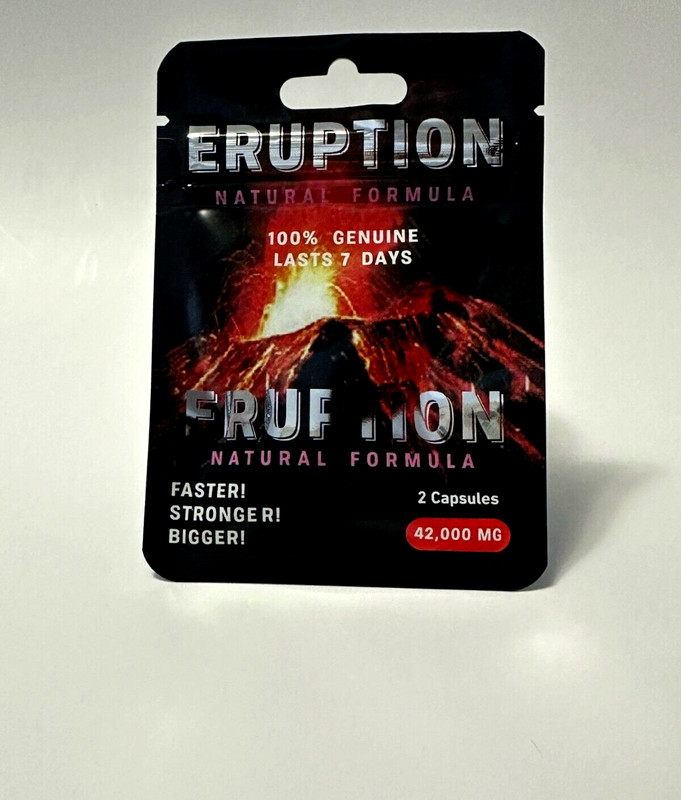 ERUPTION
NATURAL FORMULA
100% GENUINE
LASTS 7 DAYS
ERUPTION
NATURAL FORMULA
FASTER!
STRONGER!
BIGGER!
2 Capsules
42,000 MG